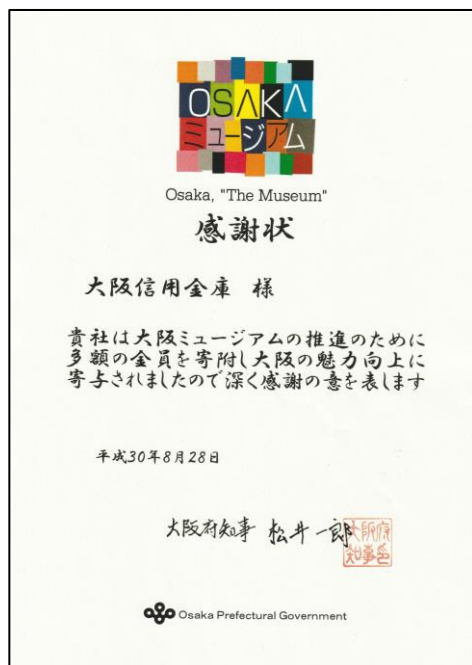 OSAKA
ミュージアム
Osaka, "The Museum"
感謝状
大阪信用金庫 様
貴社は大阪ミュージアムの推進のために
多額の金員を寄附し大阪の魅力向上に
寄与されましたので深く感謝の意を表します
平成30年8月28日
大阪府知事 松井一郎
大阪府
知事印
Osaka Prefectural Government